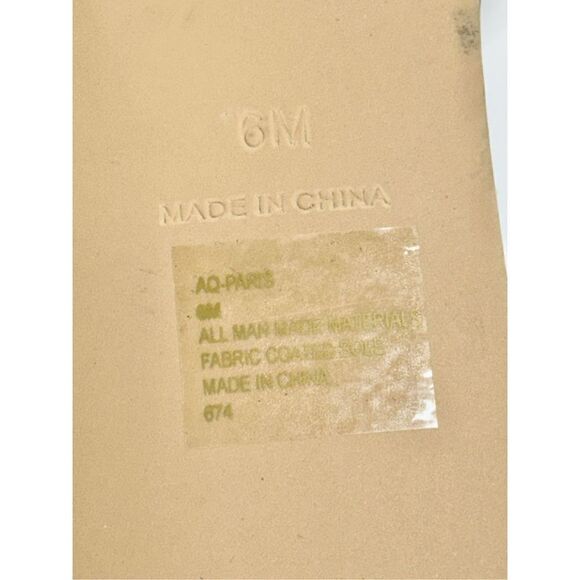 6M
MADE IN CHINA
AQ-PARIS
6M
ALL MAN MADE MATERIALS
FABRIC COATED SOLE
MADE IN CHINA
674